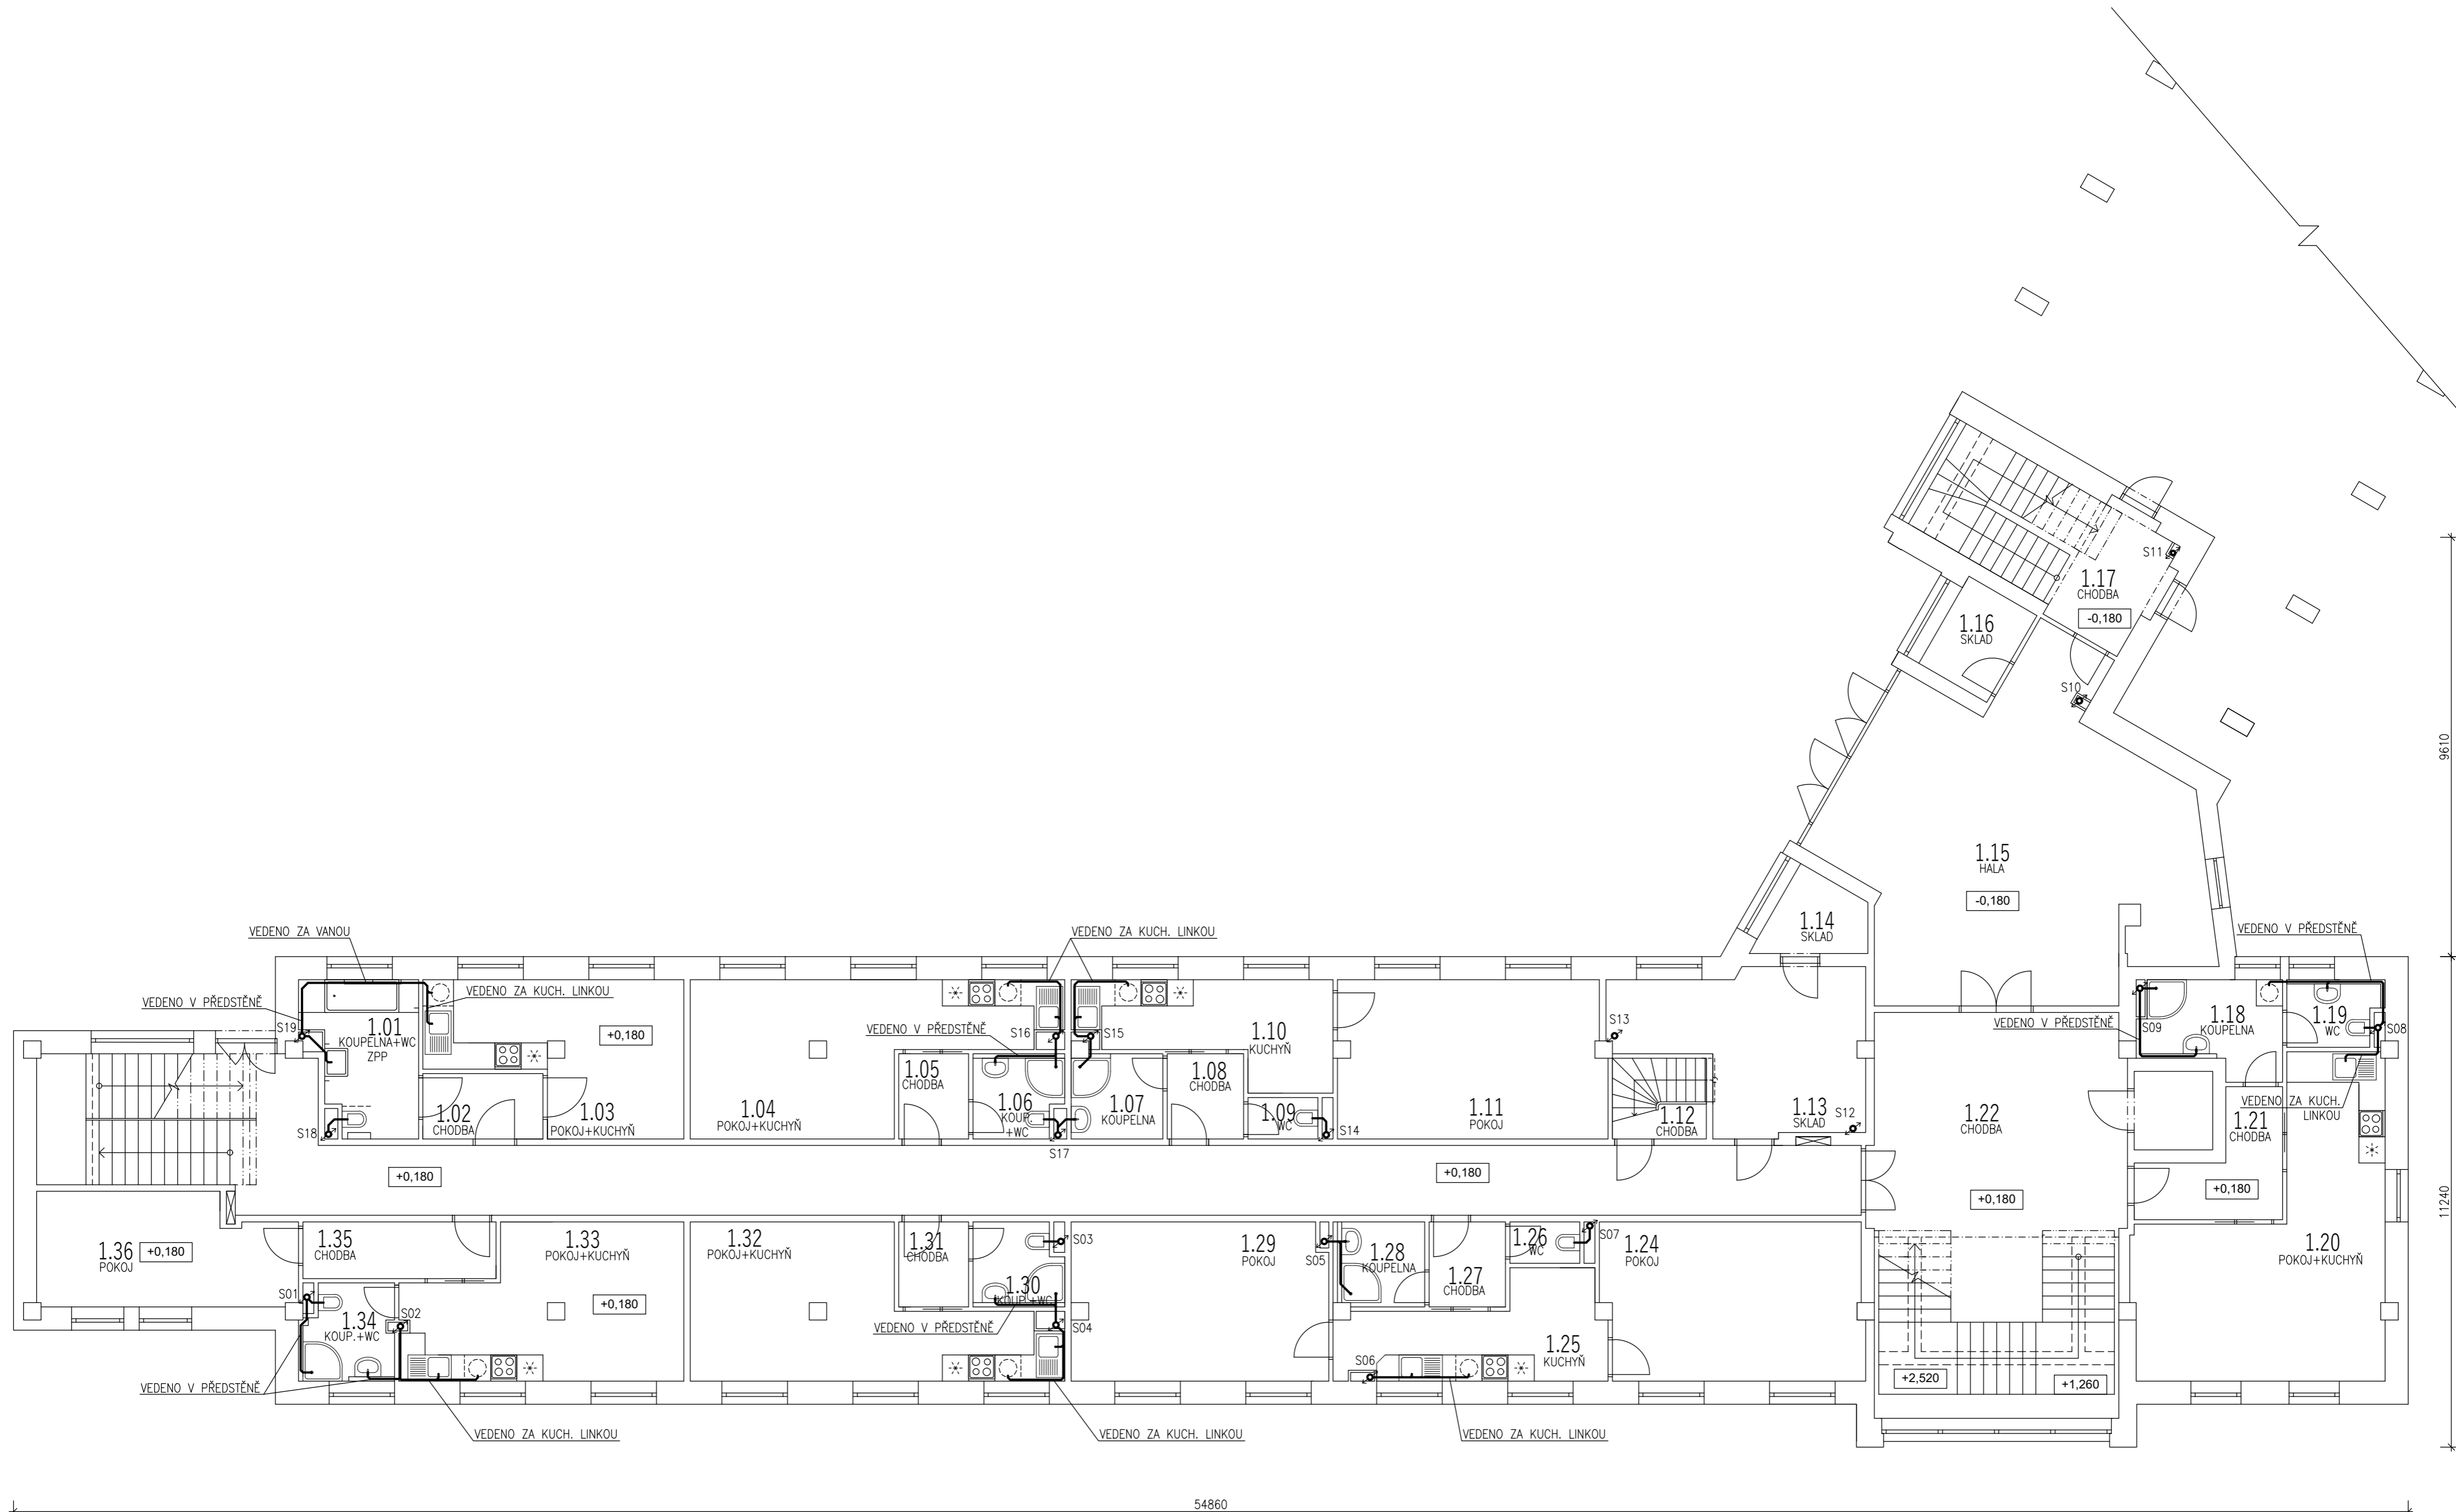 S11
1.17
CHODBA
-0,180
1.16
SKLAD
S10
9610
1.15
HALA
-0,180
1.14
SKLAD
VEDENO ZA VANOU
VEDENO ZA KUCH. LINKOU
VEDENO V PŘEDSTĚNĚ
VEDENO V PŘEDSTĚNĚ
VEDENO ZA KUCH. LINKOU
S19
1.01
KOUPELNA+WC
ZPP
+0,180
VEDENO V PŘEDSTĚNĚ
S16
S15
1.10
KUCHYŇ
S13
VEDENO V PŘEDSTĚNĚ
S09
1.18
KOUPELNA
1.19
WC
S08
1.05
CHODBA
1.08
CHODBA
S18
1.02
CHODBA
1.03
POKOJ+KUCHYŇ
1.04
POKOJ+KUCHYŇ
1.06
KOUP.
+WC
1.07
KOUPELNA
1.09
WC
S14
1.11
POKOJ
1.12
CHODBA
1.13
SKLAD
S12
1.22
CHODBA
VEDENO ZA KUCH.
LINKOU
1.21
CHODBA
S17
+0,180
+0,180
+0,180
+0,180
11240
1.36
POKOJ
+0,180
1.35
CHODBA
1.33
POKOJ+KUCHYŇ
1.32
POKOJ+KUCHYŇ
1.31
CHODBA
S03
1.29
POKOJ
S05
1.28
KOUPELNA
1.27
CHODBA
1.26
WC
S07
1.24
POKOJ
1.20
POKOJ+KUCHYŇ
S01
1.34
KOUP.+WC
S02
+0,180
1.30
KOUP.+WC
VEDENO V PŘEDSTĚNĚ
S04
1.25
KUCHYŇ
S06
VEDENO V PŘEDSTĚNĚ
+2,520
+1,260
VEDENO ZA KUCH. LINKOU
VEDENO ZA KUCH. LINKOU
VEDENO ZA KUCH. LINKOU
54860